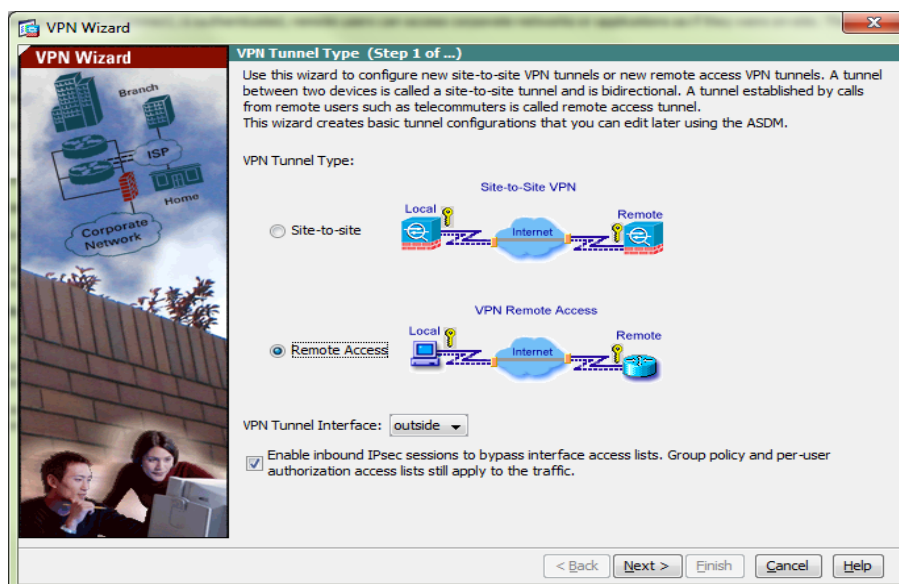 VPN Wizard
VPN Wizard
Branch
ISP
Home
Corporate
Network
VPN Tunnel Type (Step 1 of ...)
Use this wizard to configure new site-to-site VPN tunnels or new remote access VPN tunnels. A tunnel
between two devices is called a site-to-site tunnel and is bidirectional. A tunnel established by calls
from remote users such as telecommuters is called remote access tunnel.
This wizard creates basic tunnel configurations that you can edit later using the ASDM.
VPN Tunnel Type:
Site-to-Site VPN
Site-to-site
Local
Internet
Remote
VPN Remote Access
Remote Access
Local
Internet
Remote
VPN Tunnel Interface: outside
Enable inbound IPsec sessions to bypass interface access lists. Group policy and per-user
authorization access lists still apply to the traffic.
< Back Next > Finish Cancel Help